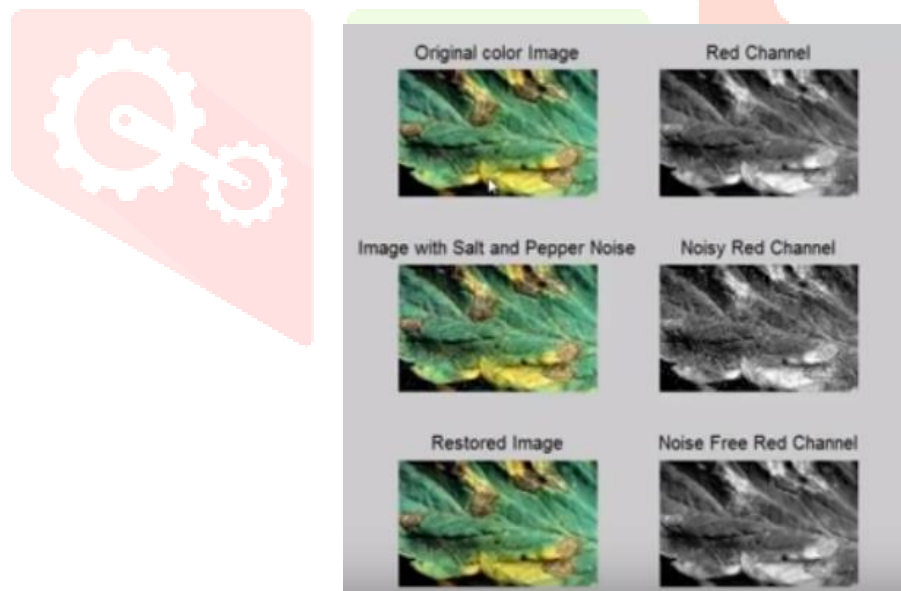 Original color Image
Red Channel
Image with Salt and Pepper Noise
Noisy Red Channel
Restored Image
Noise Free Red Channel